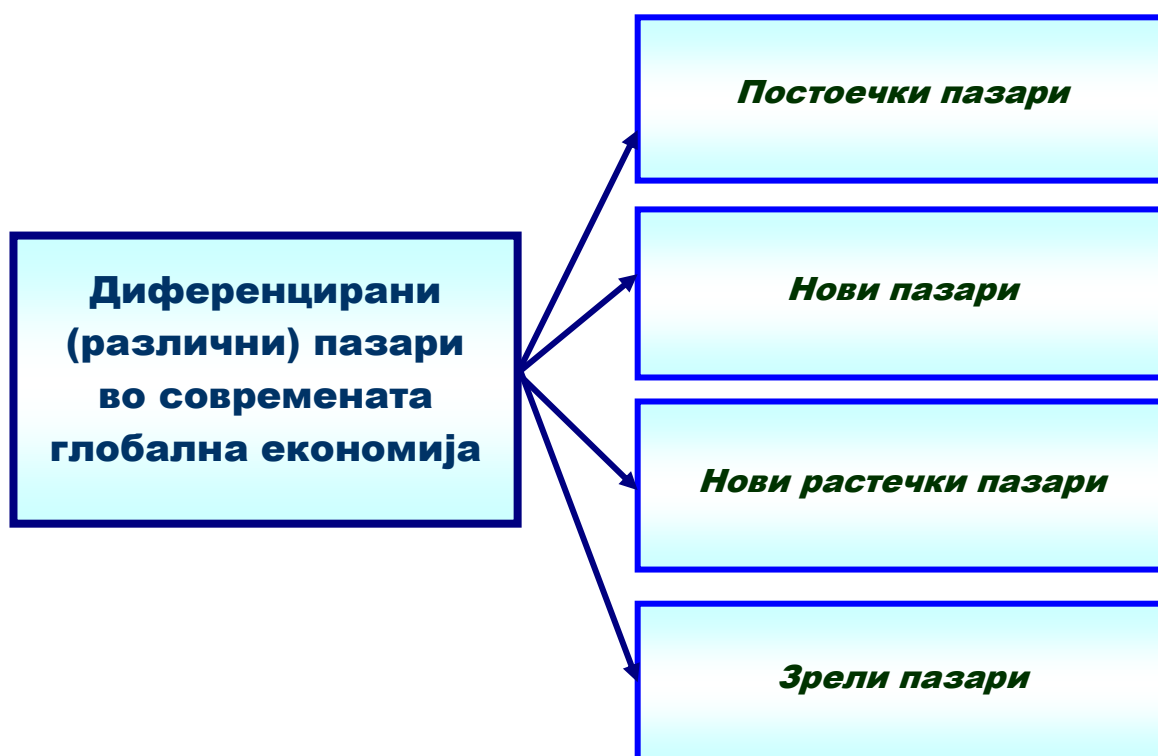 Диференцирани
(различни) пазари
во современата
глобална економија
Постоечки пазари
Нови пазари
Нови растечки пазари
Зрели пазари